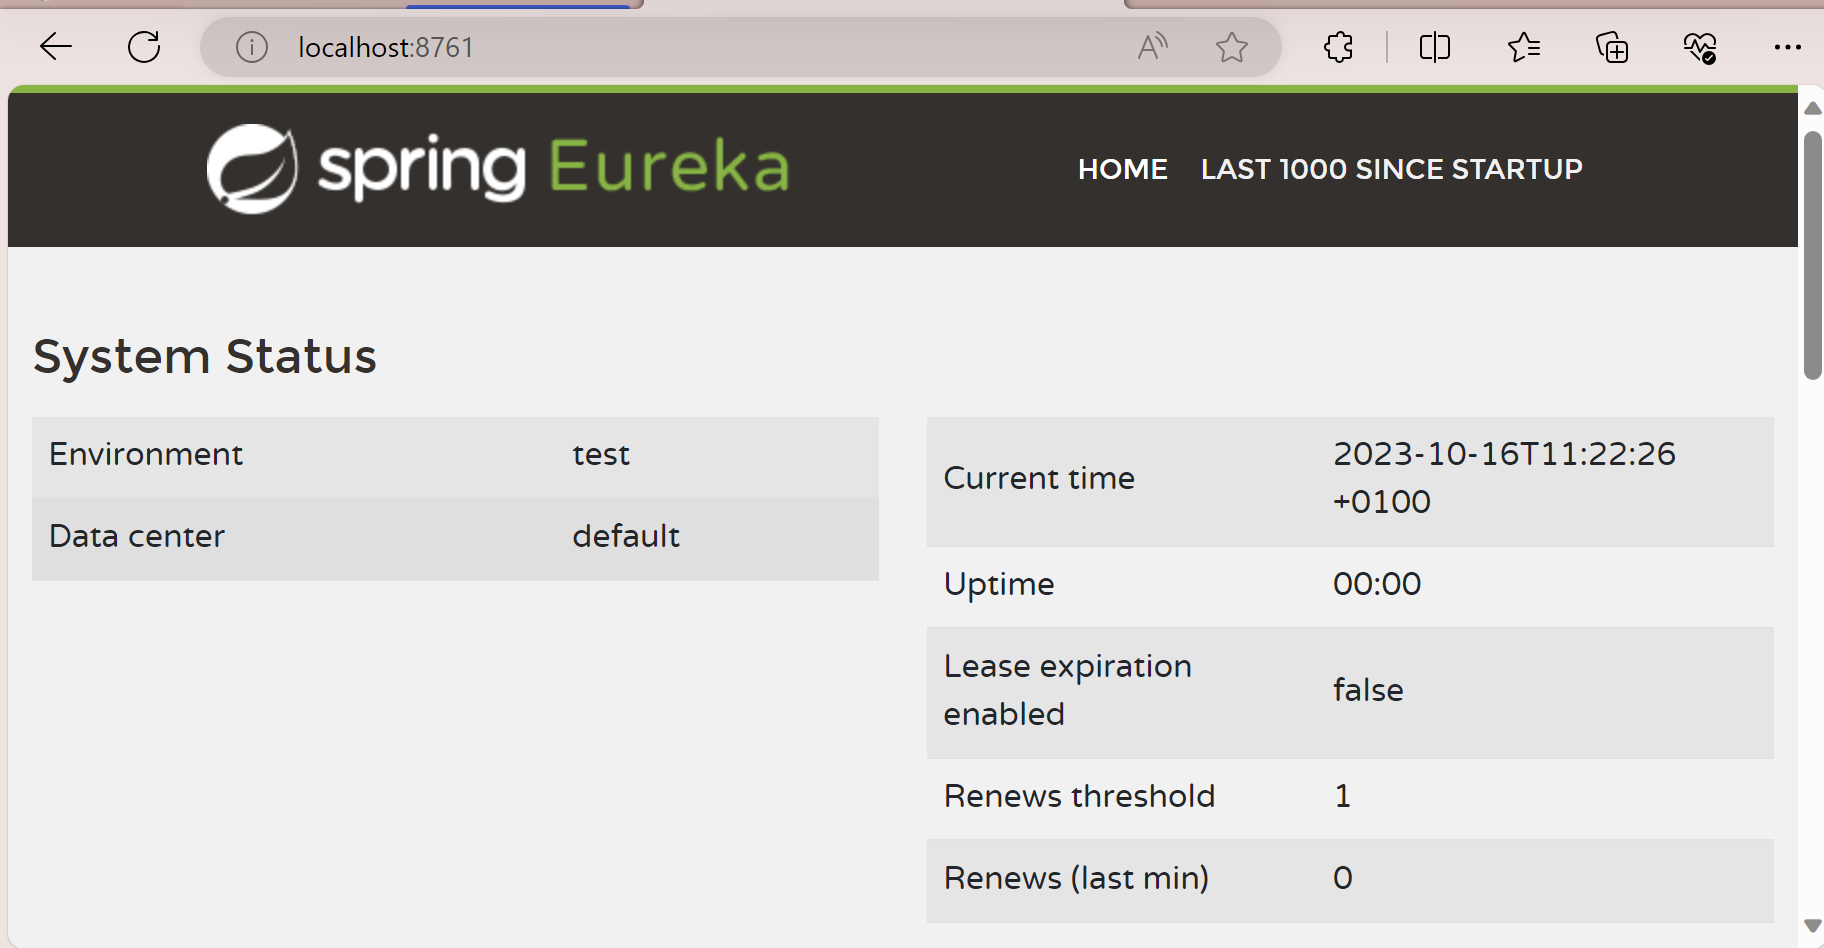 localhost:8761
spring Eureka
HOME LAST 1000 SINCE STARTUP
System Status
Environment test
Data center default
Current time 2023-10-16T11:22:26
+0100
Uptime 00:00
Lease expiration
enabled false
Renews threshold 1
Renews (last min) 0